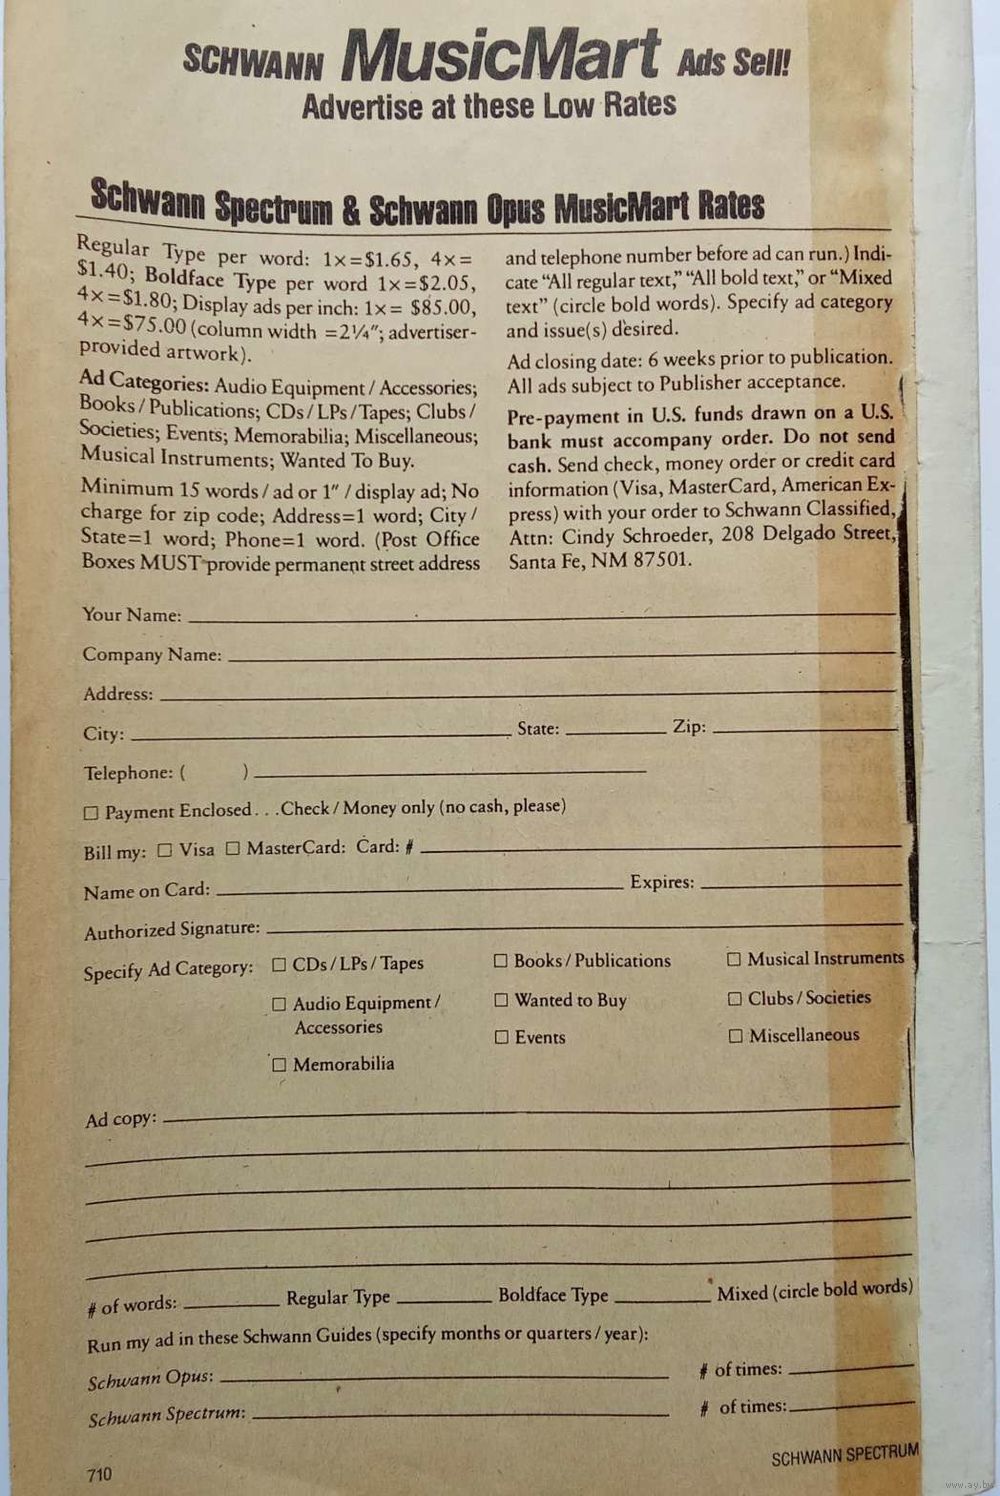 SCHWANN MusicMart Ads Sell!
Advertise at these Low Rates
Schwann Spectrum & Schwann Opus MusicMart Rates
Regular Type per word: 1×=$1.65, 4×=
$1.40; Boldface Type per word 1×=$2.05,
4×=$1.80; Display ads per inch: 1×= $85.00,
4×=$75.00 (column width =2¼″; advertiser-
provided artwork).
Ad Categories: Audio Equipment / Accessories;
Books / Publications; CDs / LPs / Tapes; Clubs /
Societies; Events; Memorabilia; Miscellaneous;
Musical Instruments; Wanted To Buy.
Minimum 15 words / ad or 1″ / display ad; No
charge for zip code; Address=1 word; City /
State=1 word; Phone=1 word. (Post Office
Boxes MUST provide permanent street address
and telephone number before ad can run.) Indi-
cate “All regular text,” “All bold text,” or “Mixed
text” (circle bold words). Specify ad category
and issue(s) desired.
Ad closing date: 6 weeks prior to publication.
All ads subject to Publisher acceptance.
Pre-payment in U.S. funds drawn on a U.S.
bank must accompany order. Do not send
cash. Send check, money order or credit card
information (Visa, MasterCard, American Ex-
press) with your order to Schwann Classified,
Attn: Cindy Schroeder, 208 Delgado Street,
Santa Fe, NM 87501.
Your Name:
Company Name:
Address:
City: State: Zip:
Telephone: ( )
☐ Payment Enclosed. . .Check / Money only (no cash, please)
Bill my: ☐ Visa ☐ MasterCard: Card: #
Name on Card: Expires:
Authorized Signature:
Specify Ad Category: ☐ CDs / LPs / Tapes ☐ Books / Publications ☐ Musical Instruments
☐ Audio Equipment / ☐ Wanted to Buy ☐ Clubs / Societies
Accessories ☐ Events ☐ Miscellaneous
☐ Memorabilia
Ad copy:
# of words: Regular Type Boldface Type Mixed (circle bold words)
Run my ad in these Schwann Guides (specify months or quarters / year):
Schwann Opus: # of times:
Schwann Spectrum: # of times:
710 SCHWANN SPECTRUM
www.ay.by